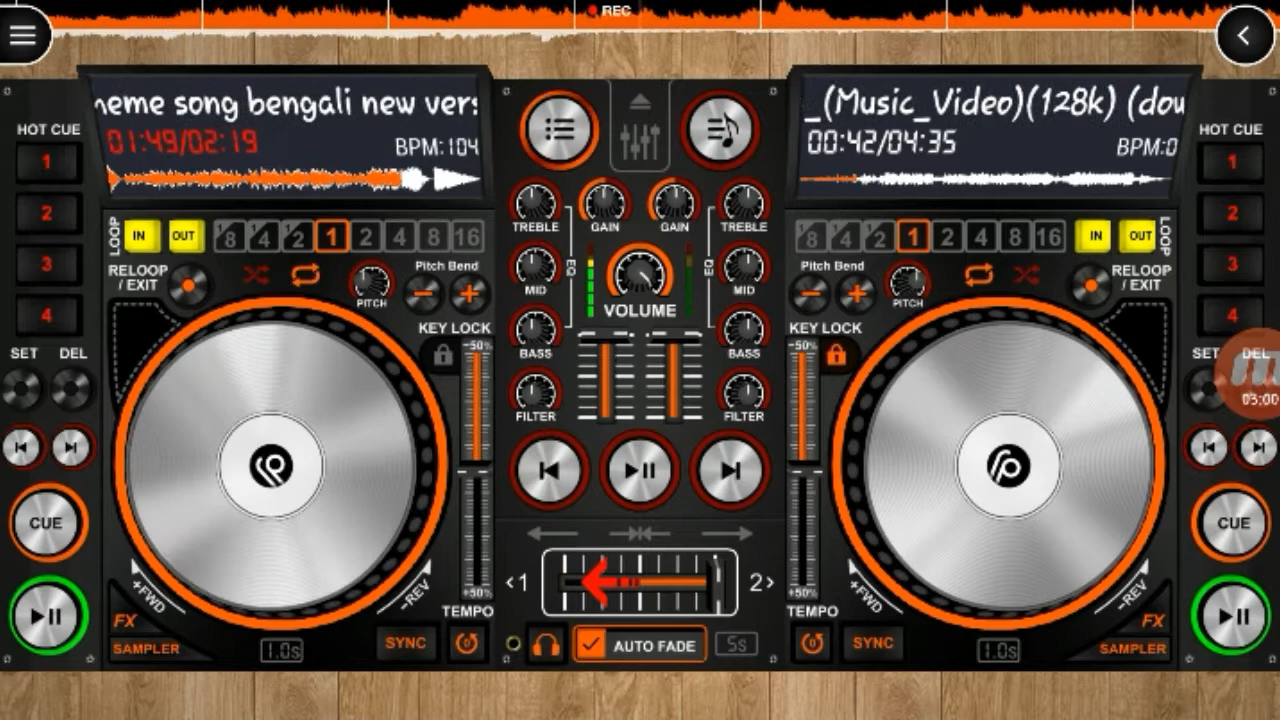 REC
neme song bengali new vers
01:49/02:19
BPM:104
_(Music_Video)(128k) (dow
00:42/04:35
BPM:0
HOT CUE
1
2
3
4
SET DEL
LOOP
IN OUT
1/8 1/4 1/2 1 2 4 8 16
RELOOP
/ EXIT
PITCH
Pitch Bend
KEY LOCK
-50%
+50%
TEMPO
CUE
+FWD
-REV
FX
SAMPLER
1.0s
SYNC
TREBLE
GAIN
GAIN
TREBLE
EQ
EQ
MID
MID
VOLUME
BASS
BASS
FILTER
FILTER
<1
2>
AUTO FADE
5s
1/8 1/4 1/2 1 2 4 8 16
IN OUT
LOOP
Pitch Bend
PITCH
RELOOP
/ EXIT
KEY LOCK
-50%
+50%
TEMPO
+FWD
-REV
SYNC
1.0s
FX
SAMPLER
HOT CUE
1
2
3
4
SET DEL
03:00
CUE